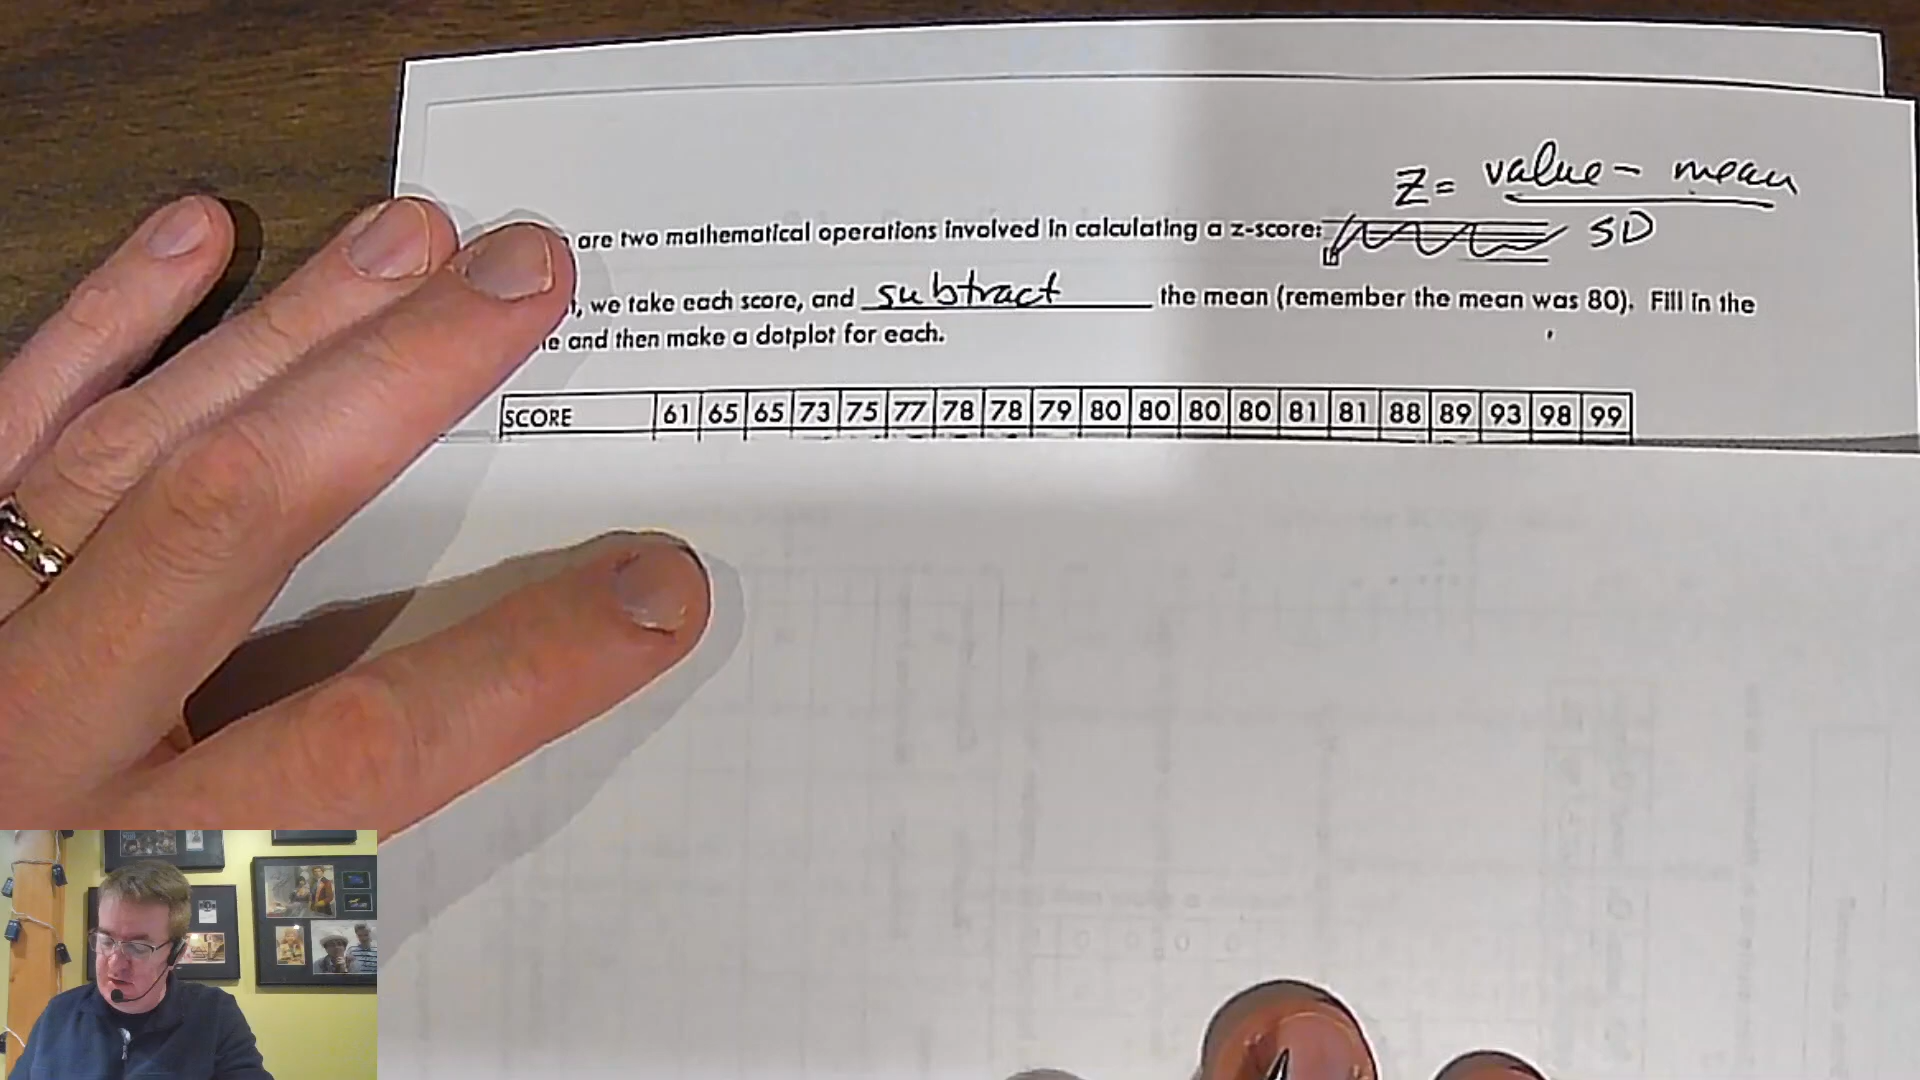 z = value - mean
SD
are two mathematical operations involved in calculating a z-score:
, we take each score, and subtract the mean (remember the mean was 80). Fill in the
and then make a dotplot for each.
SCORE 61 65 65 73 75 77 78 78 79 80 80 80 80 81 81 88 89 93 98 99